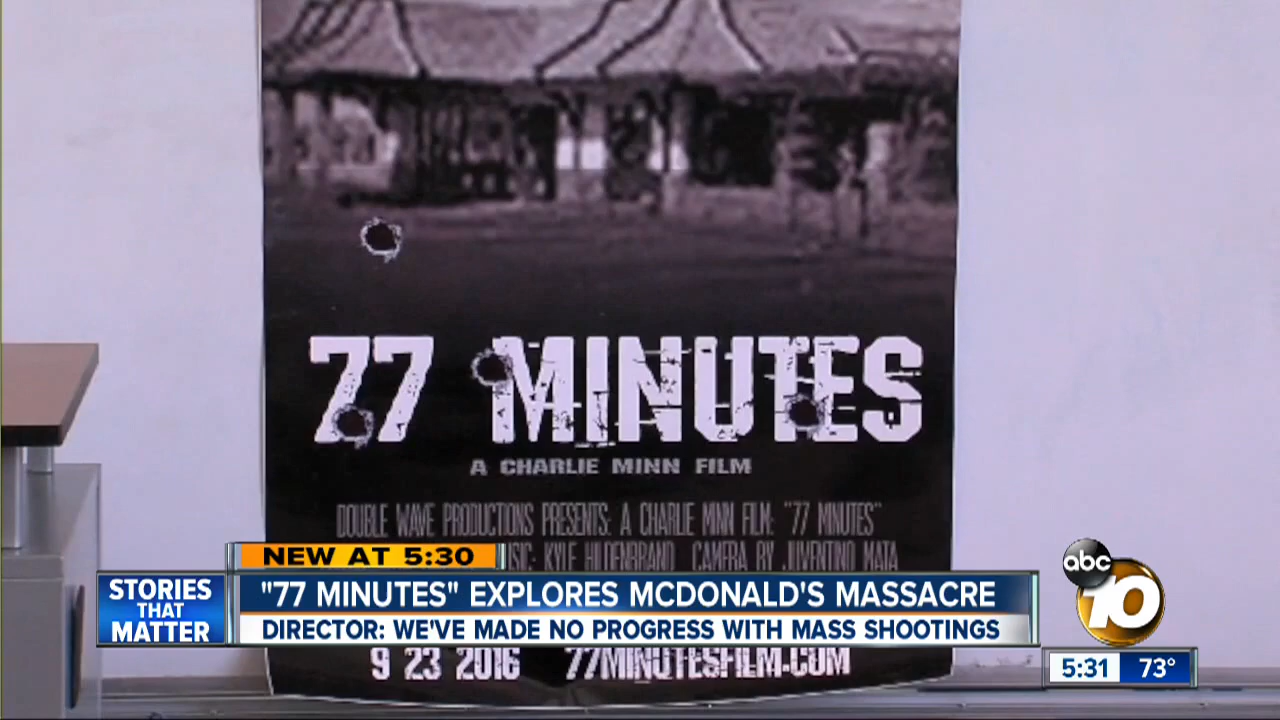 77 MINUTES
A CHARLIE MINN FILM
DOUBLE WAVE PRODUCTIONS PRESENTS: A CHARLIE MINN FILM: "77 MINUTES"
KYLE HILDENBRAND CAMERA BY JUVENTINO MATA
NEW AT 5:30
STORIES
THAT
MATTER
"77 MINUTES" EXPLORES MCDONALD'S MASSACRE
DIRECTOR: WE'VE MADE NO PROGRESS WITH MASS SHOOTINGS
abc
10
5:31 73°
9 23 2016 77MINUTESFILM.COM